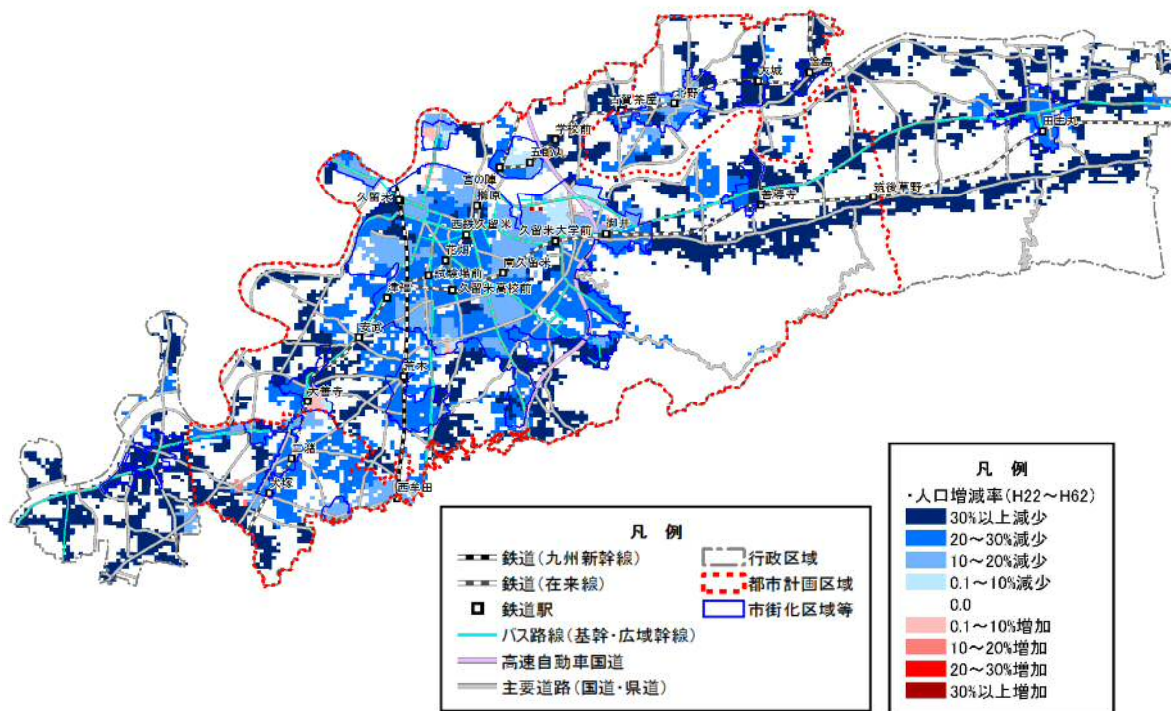 善島
大城
北野
古賀茶屋
田主丸
学校前
五郎丸
宮の陣
善導寺
筑後草野
久留米
櫛原
御井
西鉄久留米
久留米大学前
花畑
南久留米
試験場前
津福
久留米高校前
安武
荒木
大善寺
三潴
犬塚
西牟田
凡例
鉄道(九州新幹線)
鉄道(在来線)
鉄道駅
バス路線(基幹・広域幹線)
高速自動車国道
主要道路(国道・県道)
行政区域
都市計画区域
市街化区域等
凡例
・人口増減率(H22～H62)
30%以上減少
20～30%減少
10～20%減少
0.1～10%減少
0.0
0.1～10%増加
10～20%増加
20～30%増加
30%以上増加